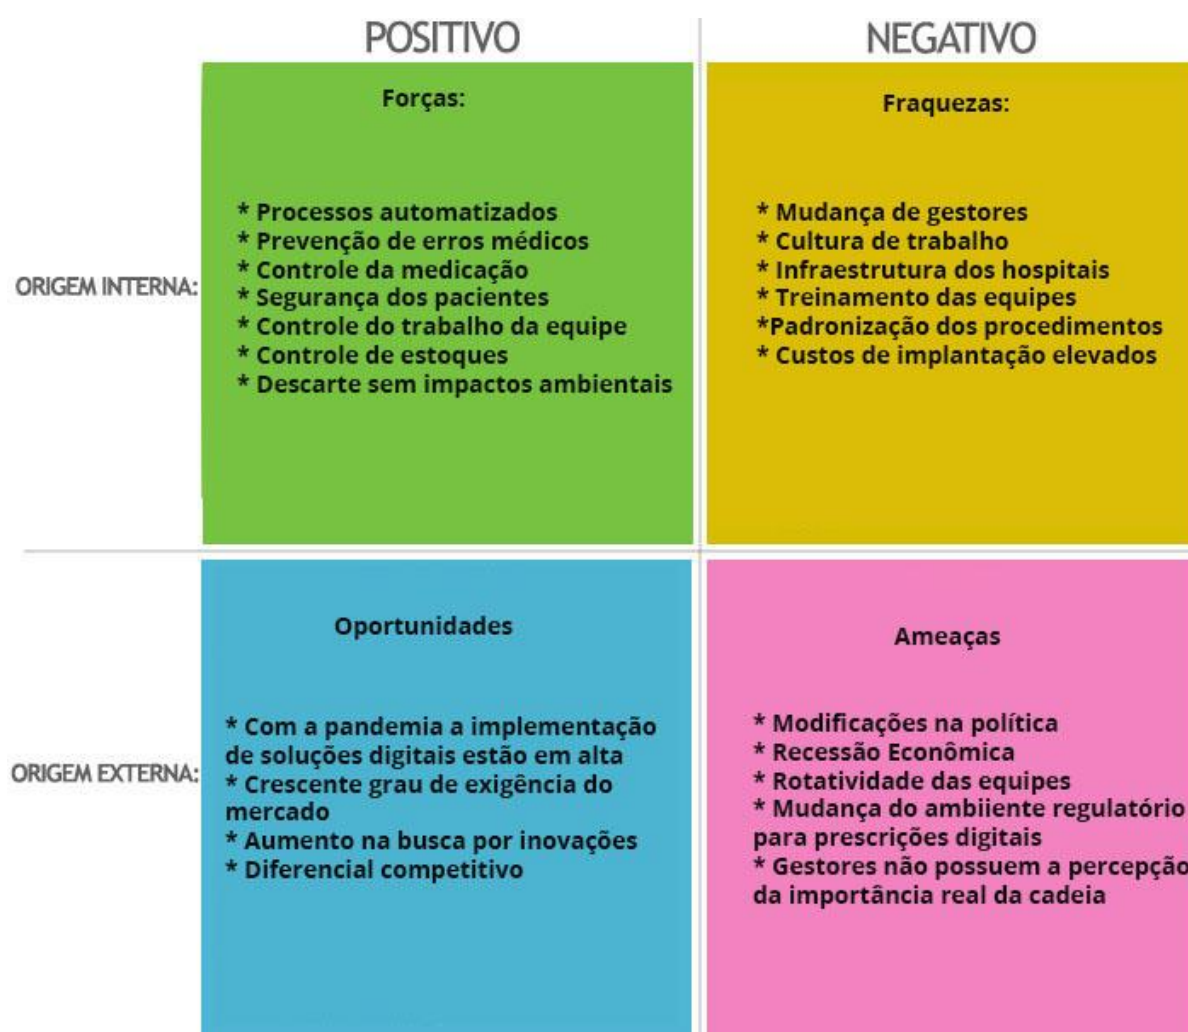 POSITIVO
NEGATIVO
ORIGEM INTERNA:
Forças:
* Processos automatizados
* Prevenção de erros médicos
* Controle da medicação
* Segurança dos pacientes
* Controle do trabalho da equipe
* Controle de estoques
* Descarte sem impactos ambientais
Fraquezas:
* Mudança de gestores
* Cultura de trabalho
* Infraestrutura dos hospitais
* Treinamento das equipes
*Padronização dos procedimentos
* Custos de implantação elevados
ORIGEM EXTERNA:
Oportunidades
* Com a pandemia a implementação
de soluções digitais estão em alta
* Crescente grau de exigência do
mercado
* Aumento na busca por inovações
* Diferencial competitivo
Ameaças
* Modificações na política
* Recessão Econômica
* Rotatividade das equipes
* Mudança do ambiiente regulatório
para prescrições digitais
* Gestores não possuem a percepção
da importância real da cadeia